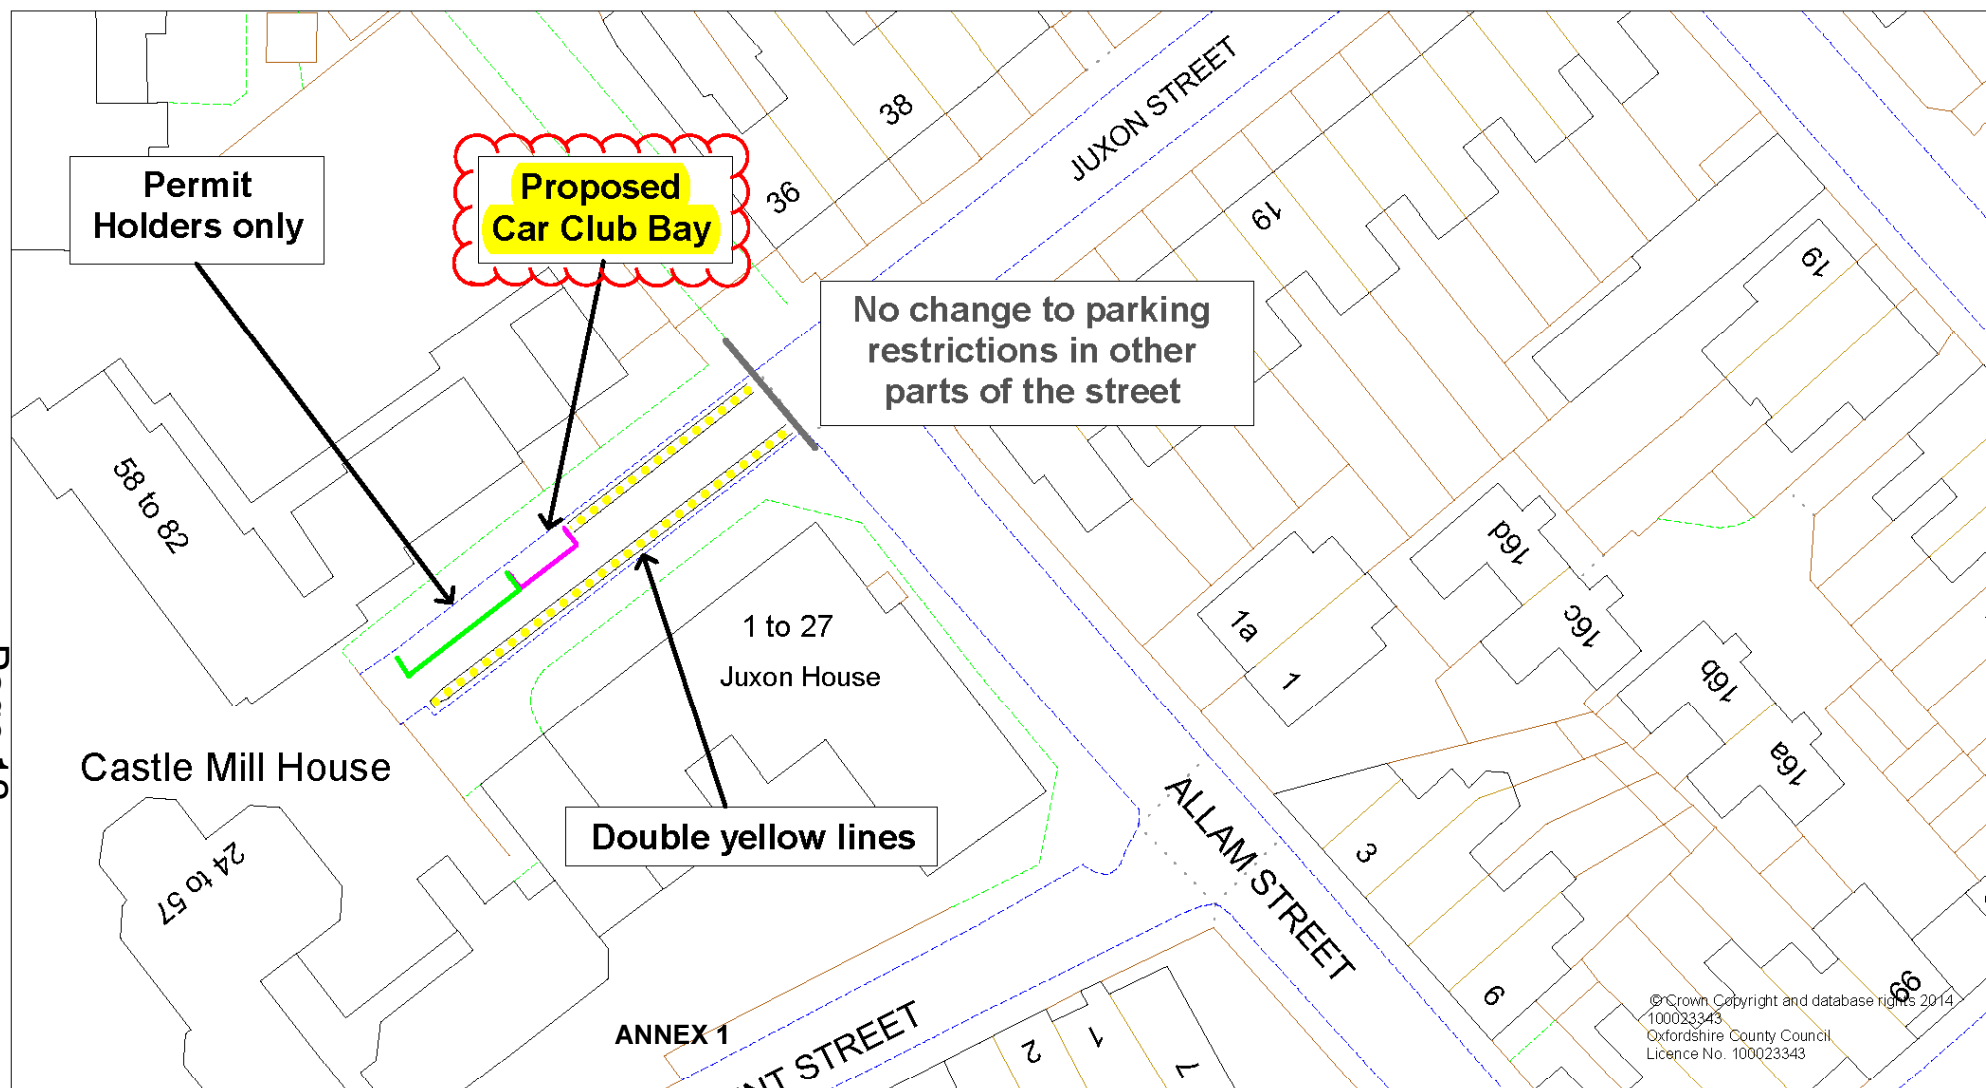 JUXON STREET
38
36
Permit
Holders only
Proposed
Car Club Bay
19
19
No change to parking
restrictions in other
parts of the street
58 to 82
16d
16c
1a
1
1 to 27
Juxon House
16b
16a
Castle Mill House
ALLAM STREET
Double yellow lines
3
24 to 57
6
99
© Crown Copyright and database rights 2014
100023343
Oxfordshire County Council
Licence No. 100023343
ANNEX 1
STREET
2
1
7